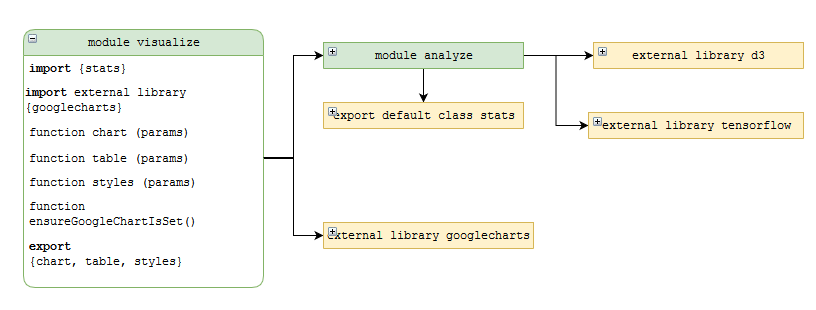 module visualize
import {stats}
import external library
{googlecharts}
function chart (params)
function table (params)
function styles (params)
function
ensureGoogleChartIsSet()
export
{chart, table, styles}
module analyze
export default class stats
external library googlecharts
external library d3
external library tensorflow